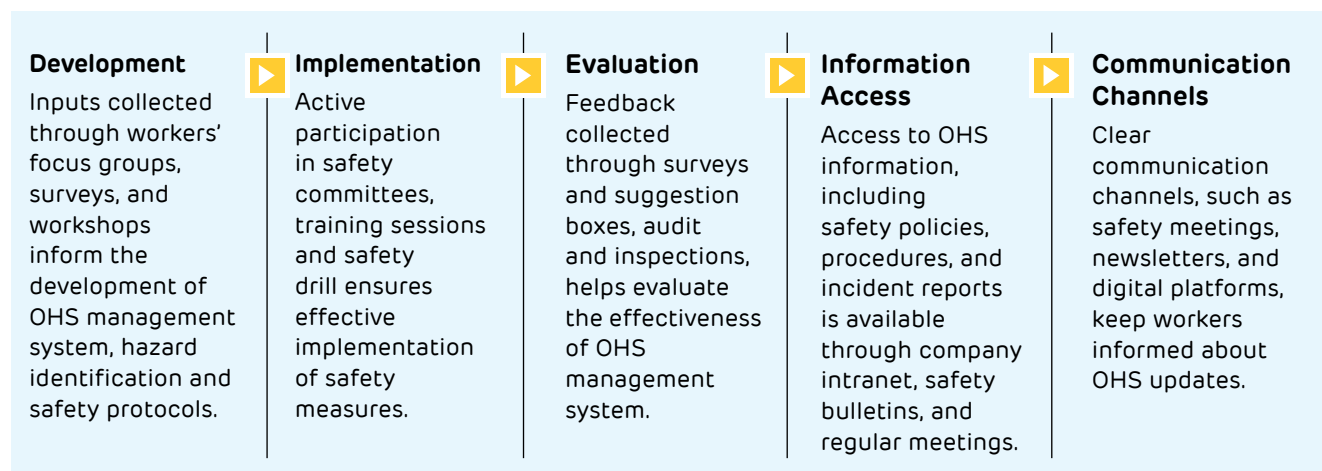 Development
Inputs collected
through workers'
focus groups,
surveys, and
workshops
inform the
development of
OHS management
system, hazard
identification and
safety protocols.
Implementation
Active
participation
in safety
committees,
training sessions
and safety
drill ensures
effective
implementation
of safety
measures.
Evaluation
Feedback
collected
through surveys
and suggestion
boxes, audit
and inspections,
helps evaluate
the effectiveness
of OHS
management
system.
Information
Access
Access to OHS
information,
including
safety policies,
procedures, and
incident reports
is available
through company
intranet, safety
bulletins, and
regular meetings.
Communication
Channels
Clear
communication
channels, such as
safety meetings,
newsletters, and
digital platforms,
keep workers
informed about
OHS updates.